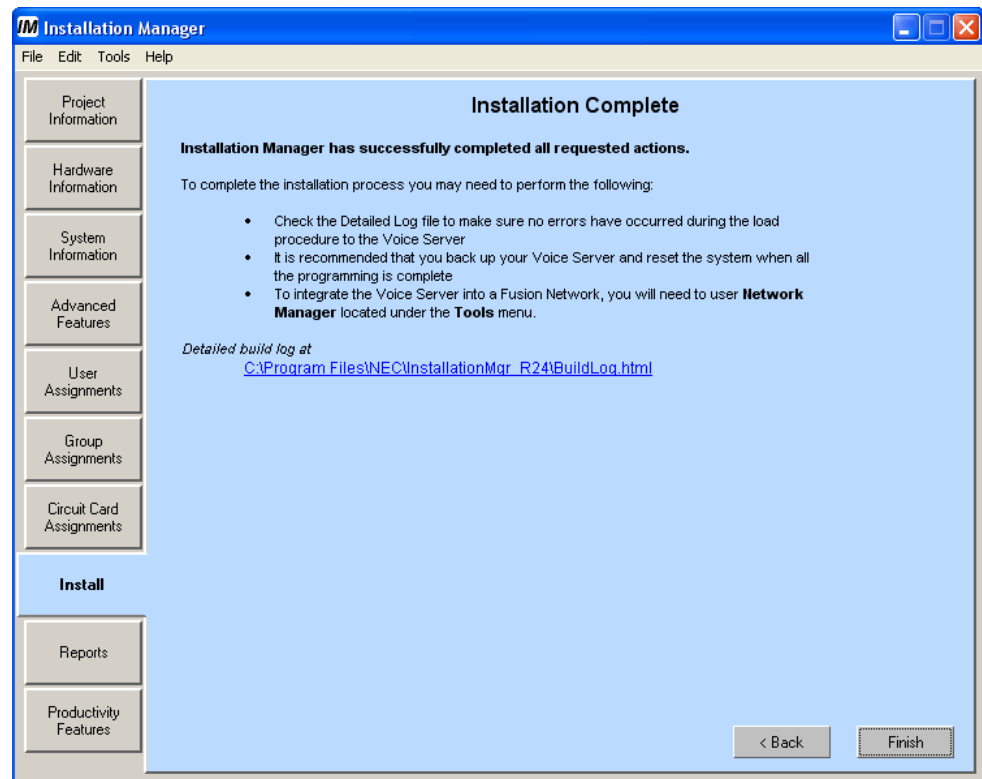 IM Installation Manager
File Edit Tools Help
Project
Information
Hardware
Information
System
Information
Advanced
Features
User
Assignments
Group
Assignments
Circuit Card
Assignments
Install
Reports
Productivity
Features
Installation Complete
Installation Manager has successfully completed all requested actions.
To complete the installation process you may need to perform the following:
• Check the Detailed Log file to make sure no errors have occurred during the load
procedure to the Voice Server
• It is recommended that you back up your Voice Server and reset the system when all
the programming is complete
• To integrate the Voice Server into a Fusion Network, you will need to user Network
Manager located under the Tools menu.
Detailed build log at
C:\Program Files\NEC\InstallationMgr_R24\BuildLog.html
< Back Finish